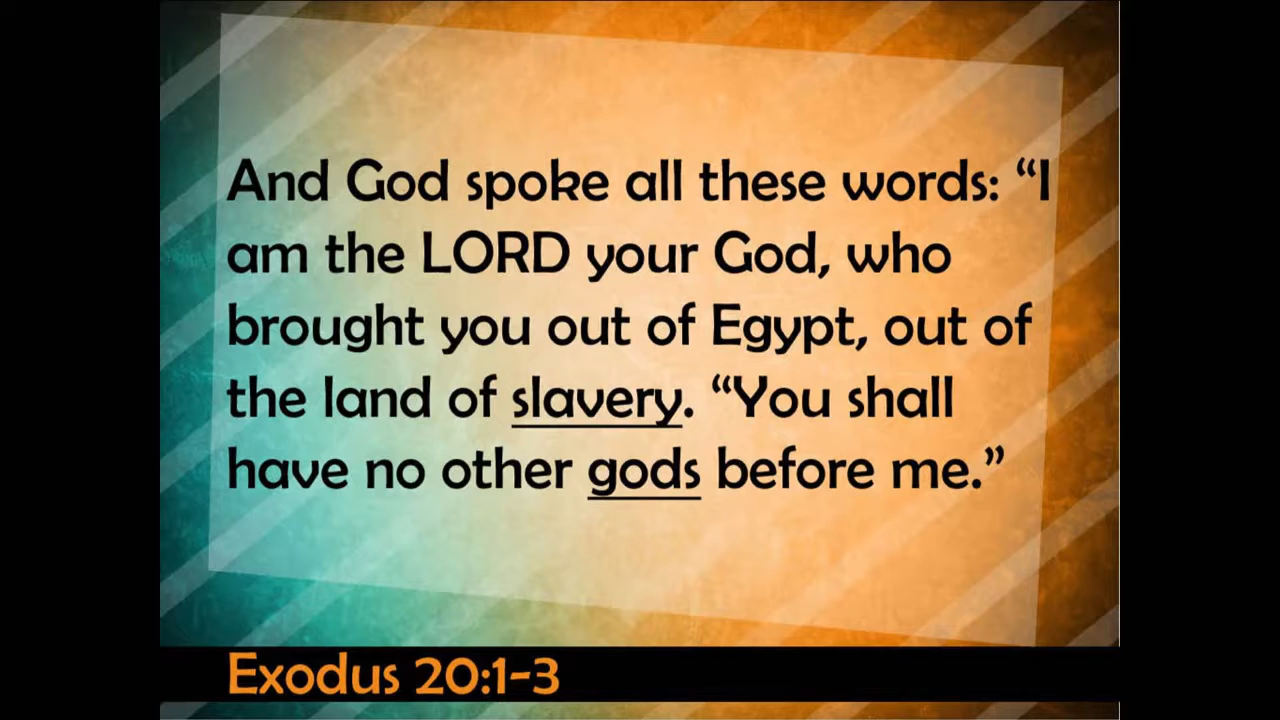 And God spoke all these words: “I
am the LORD your God, who
brought you out of Egypt, out of
the land of slavery. “You shall
have no other gods before me.”
Exodus 20:1-3